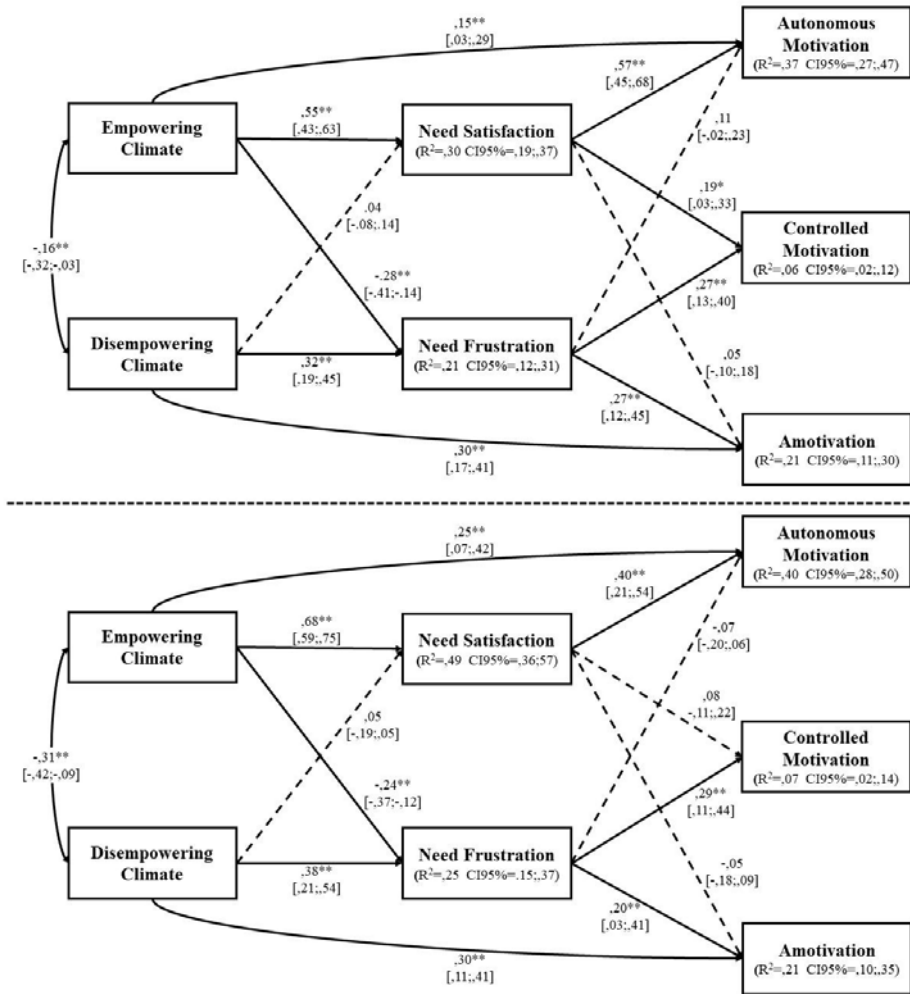 ,15**
[,03;,29]
Autonomous
Motivation
(R²=,37 CI95%=,27;,47)
,57**
[,45;,68]
,55**
[,43;,63]
Empowering
Climate
Need Satisfaction
(R²=,30 CI95%=,19;,37)
,11
[-,02;,23]
,19*
[,03;,33]
,04
[-,08;,14]
Controlled
Motivation
(R²=,06 CI95%=,02;,12)
-,16**
[-,32;-,03]
-,28**
[-,41;-,14]
,27**
[,13;,40]
Disempowering
Climate
,32**
[,19;,45]
Need Frustration
(R²=,21 CI95%=,12;,31)
,05
[-,10;,18]
,27**
[,12;,45]
,30**
[,17;,41]
Amotivation
(R²=,21 CI95%=,11;,30)
,25**
[,07;,42]
Autonomous
Motivation
(R²=,40 CI95%=,28;,50)
,40**
[,21;,54]
,68**
[,59;,75]
Empowering
Climate
Need Satisfaction
(R²=,49 CI95%=,36;57)
-,07
[-,20;,06]
,08
-,11;,22]
,05
[-,19;,05]
Controlled
Motivation
(R²=,07 CI95%=,02;,14)
-,31**
[-,42;-,09]
-,24**
[-,37;-,12]
,29**
[,11;,44]
Disempowering
Climate
,38**
[,21;,54]
Need Frustration
(R²=,25 CI95%=,15;,37)
-,05
[-,18;,09]
,20**
[,03;,41]
,30**
[,11;,41]
Amotivation
(R²=,21 CI95%=,10;,35)